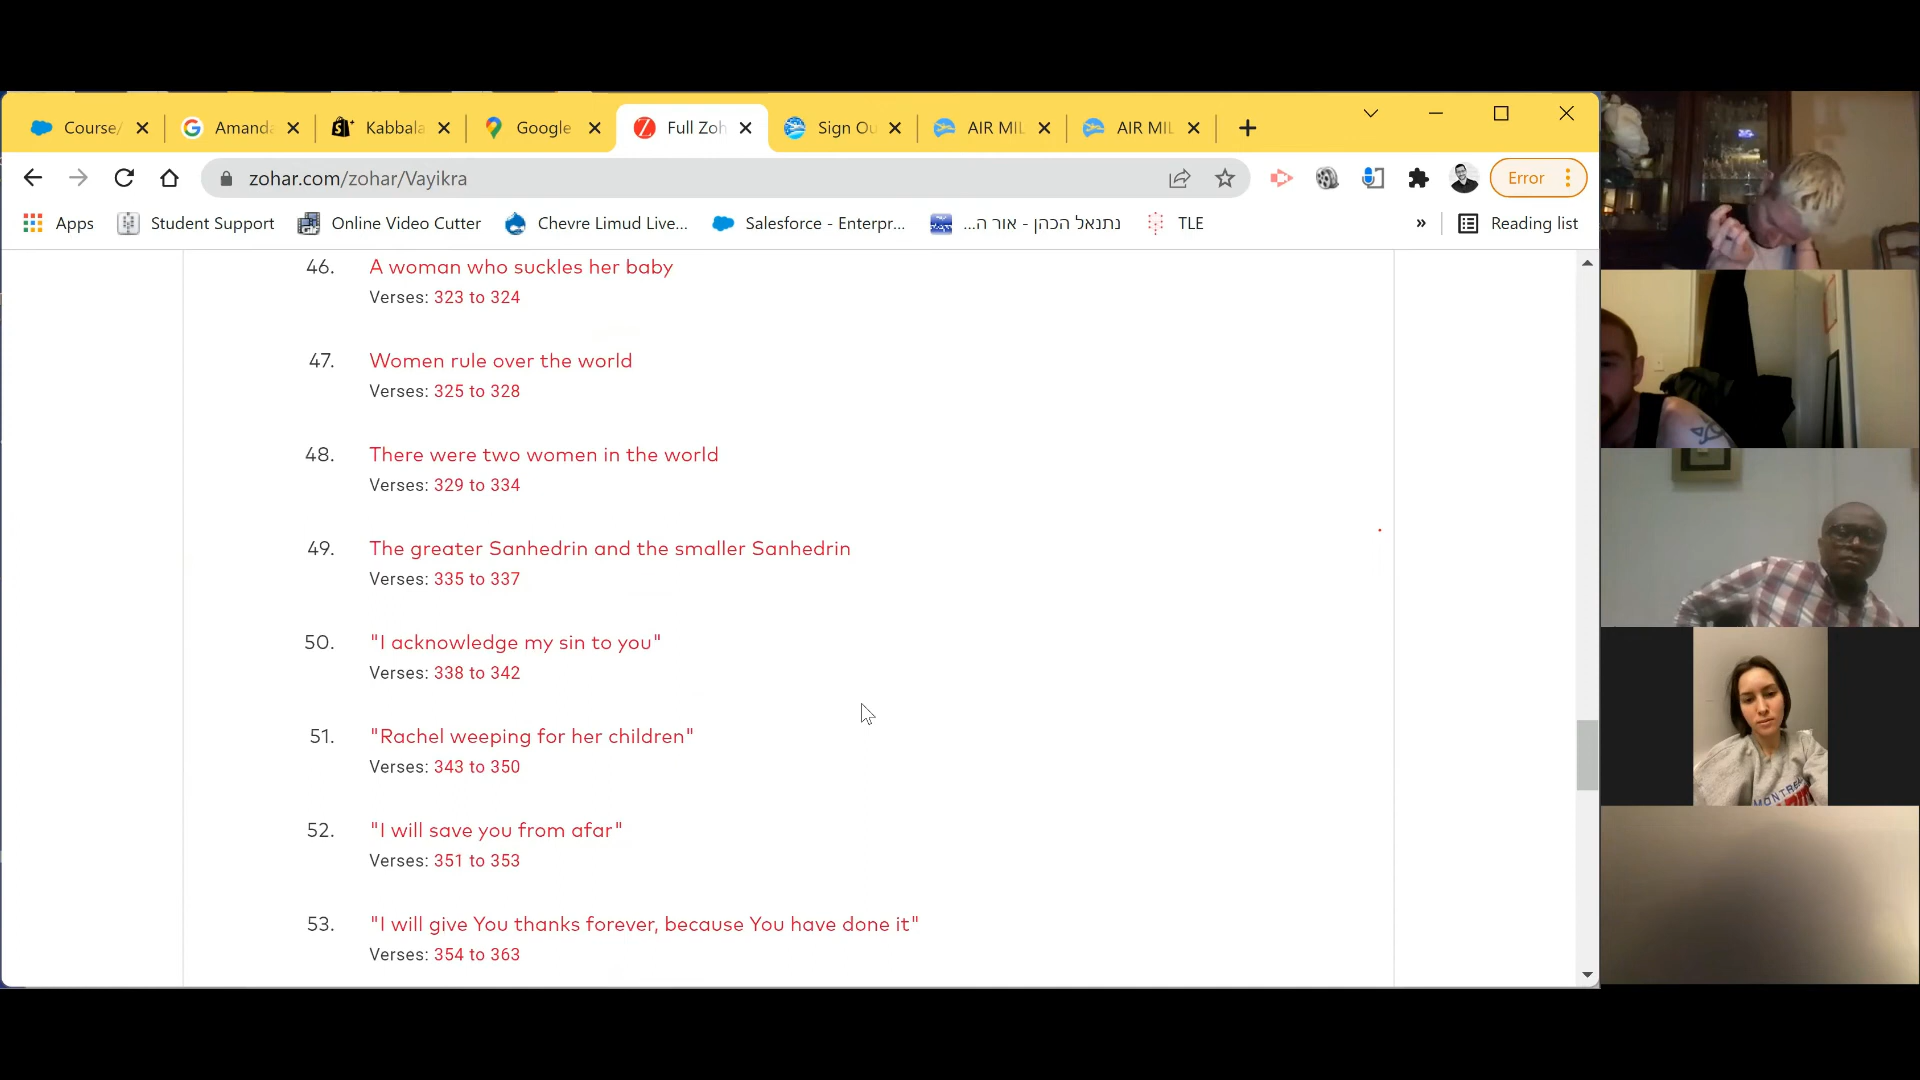 Course/
Amanda
Kabbala
Google
Full Zoh
Sign Ou
AIR MIL
AIR MIL
zohar.com/zohar/Vayikra
Error
Apps
Student Support
Online Video Cutter
Chevre Limud Live...
Salesforce - Enterpr...
נתנאל הכהן - אור ה...
TLE
»
Reading list
46. A woman who suckles her baby
Verses: 323 to 324
47. Women rule over the world
Verses: 325 to 328
48. There were two women in the world
Verses: 329 to 334
49. The greater Sanhedrin and the smaller Sanhedrin
Verses: 335 to 337
50. "I acknowledge my sin to you"
Verses: 338 to 342
51. "Rachel weeping for her children"
Verses: 343 to 350
52. "I will save you from afar"
Verses: 351 to 353
53. "I will give You thanks forever, because You have done it"
Verses: 354 to 363